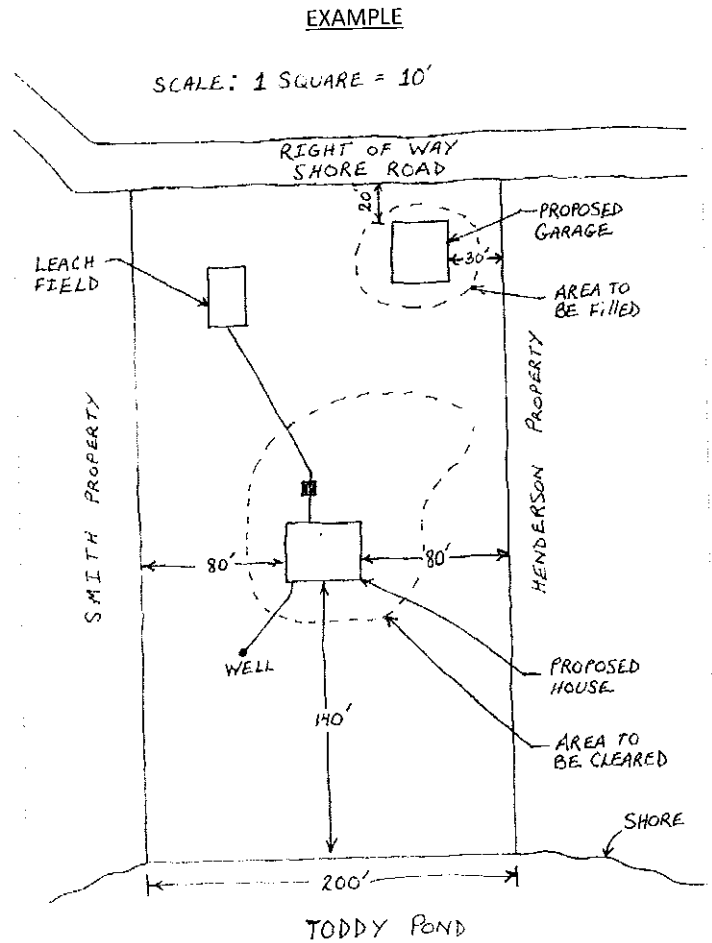 EXAMPLE
SCALE: 1 SQUARE = 10'
RIGHT OF WAY
SHORE ROAD
20'
PROPOSED
GARAGE
30'
LEACH
FIELD
AREA TO
BE FILLED
SMITH PROPERTY
HENDERSON PROPERTY
80'
80'
WELL
PROPOSED
HOUSE
140'
AREA TO
BE CLEARED
SHORE
200'
TODDY POND